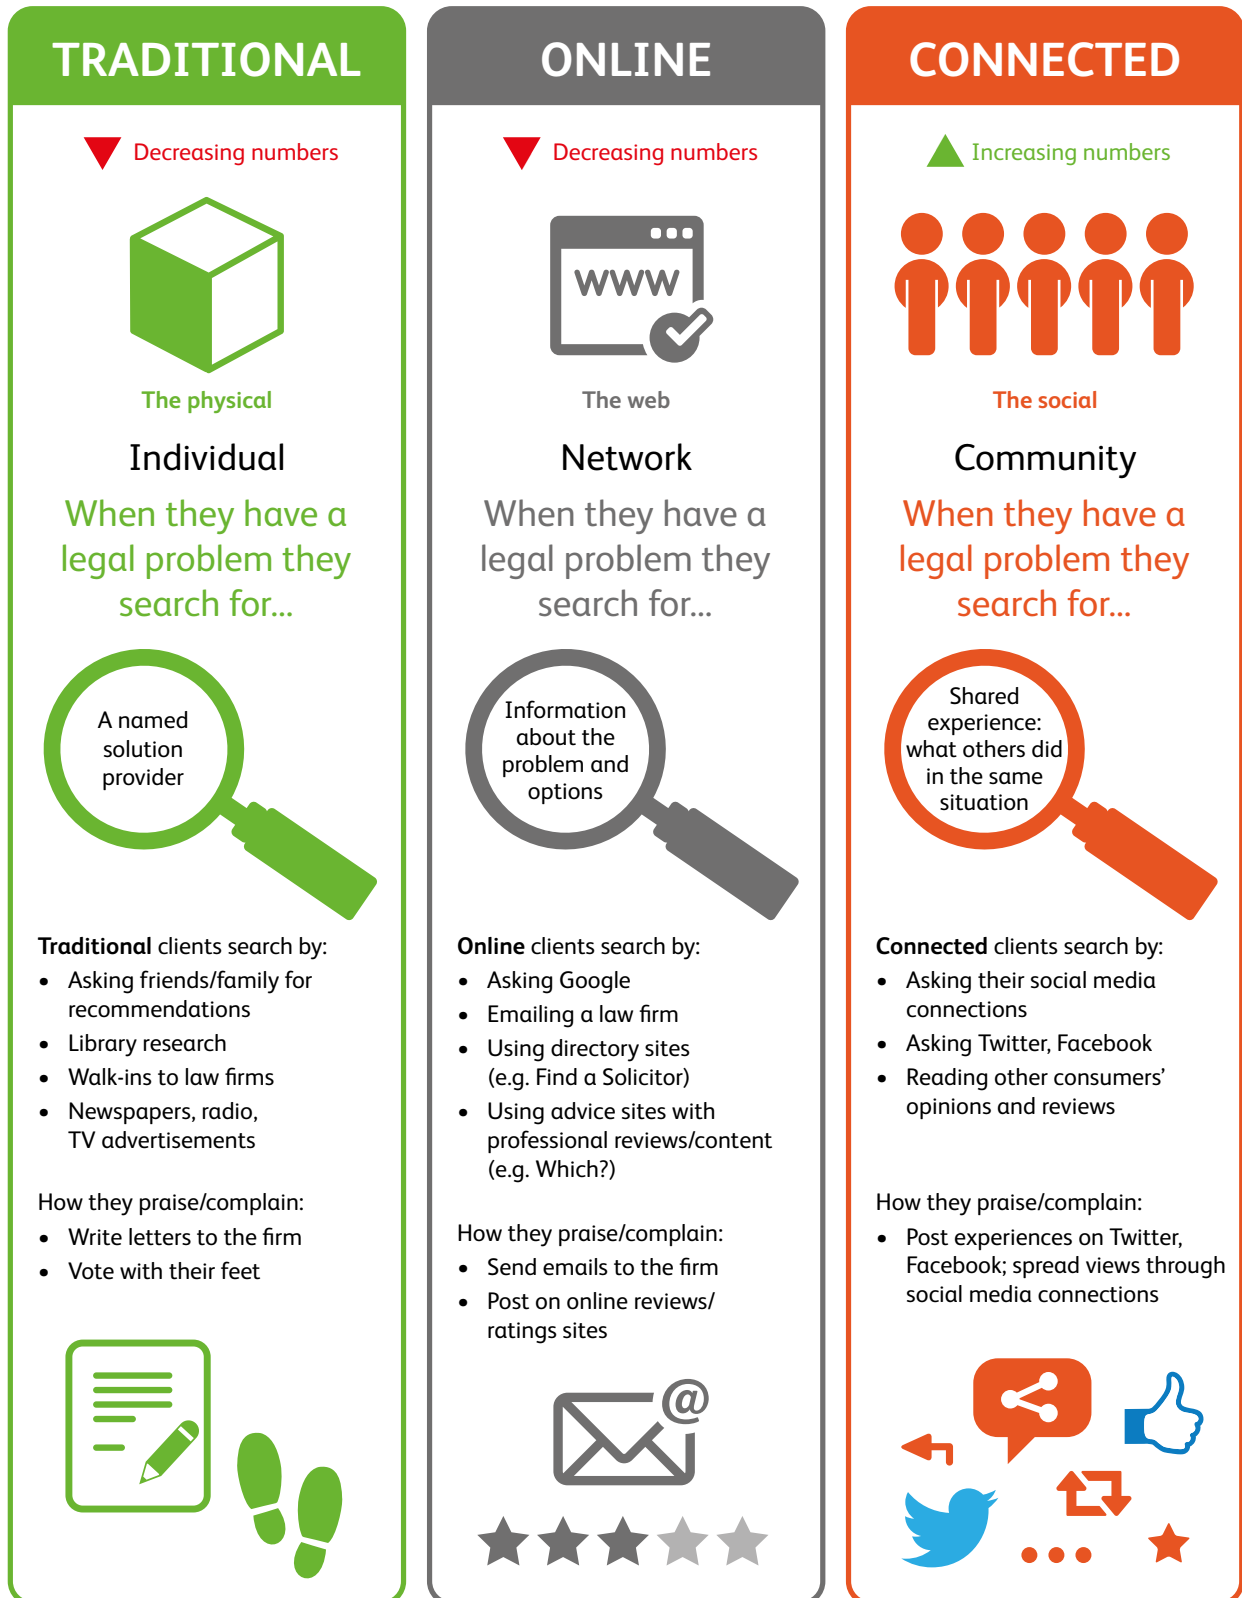 TRADITIONAL
Decreasing numbers
The physical
Individual
When they have a
legal problem they
search for...
A named
solution
provider
Traditional clients search by:
• Asking friends/family for
recommendations
• Library research
• Walk-ins to law firms
• Newspapers, radio,
TV advertisements
How they praise/complain:
• Write letters to the firm
• Vote with their feet
ONLINE
Decreasing numbers
www
The web
Network
When they have a
legal problem they
search for...
Information
about the
problem and
options
Online clients search by:
• Asking Google
• Emailing a law firm
• Using directory sites
(e.g. Find a Solicitor)
• Using advice sites with
professional reviews/content
(e.g. Which?)
How they praise/complain:
• Send emails to the firm
• Post on online reviews/
ratings sites
@
CONNECTED
Increasing numbers
The social
Community
When they have a
legal problem they
search for...
Shared
experience:
what others did
in the same
situation
Connected clients search by:
• Asking their social media
connections
• Asking Twitter, Facebook
• Reading other consumers’
opinions and reviews
How they praise/complain:
• Post experiences on Twitter,
Facebook; spread views through
social media connections